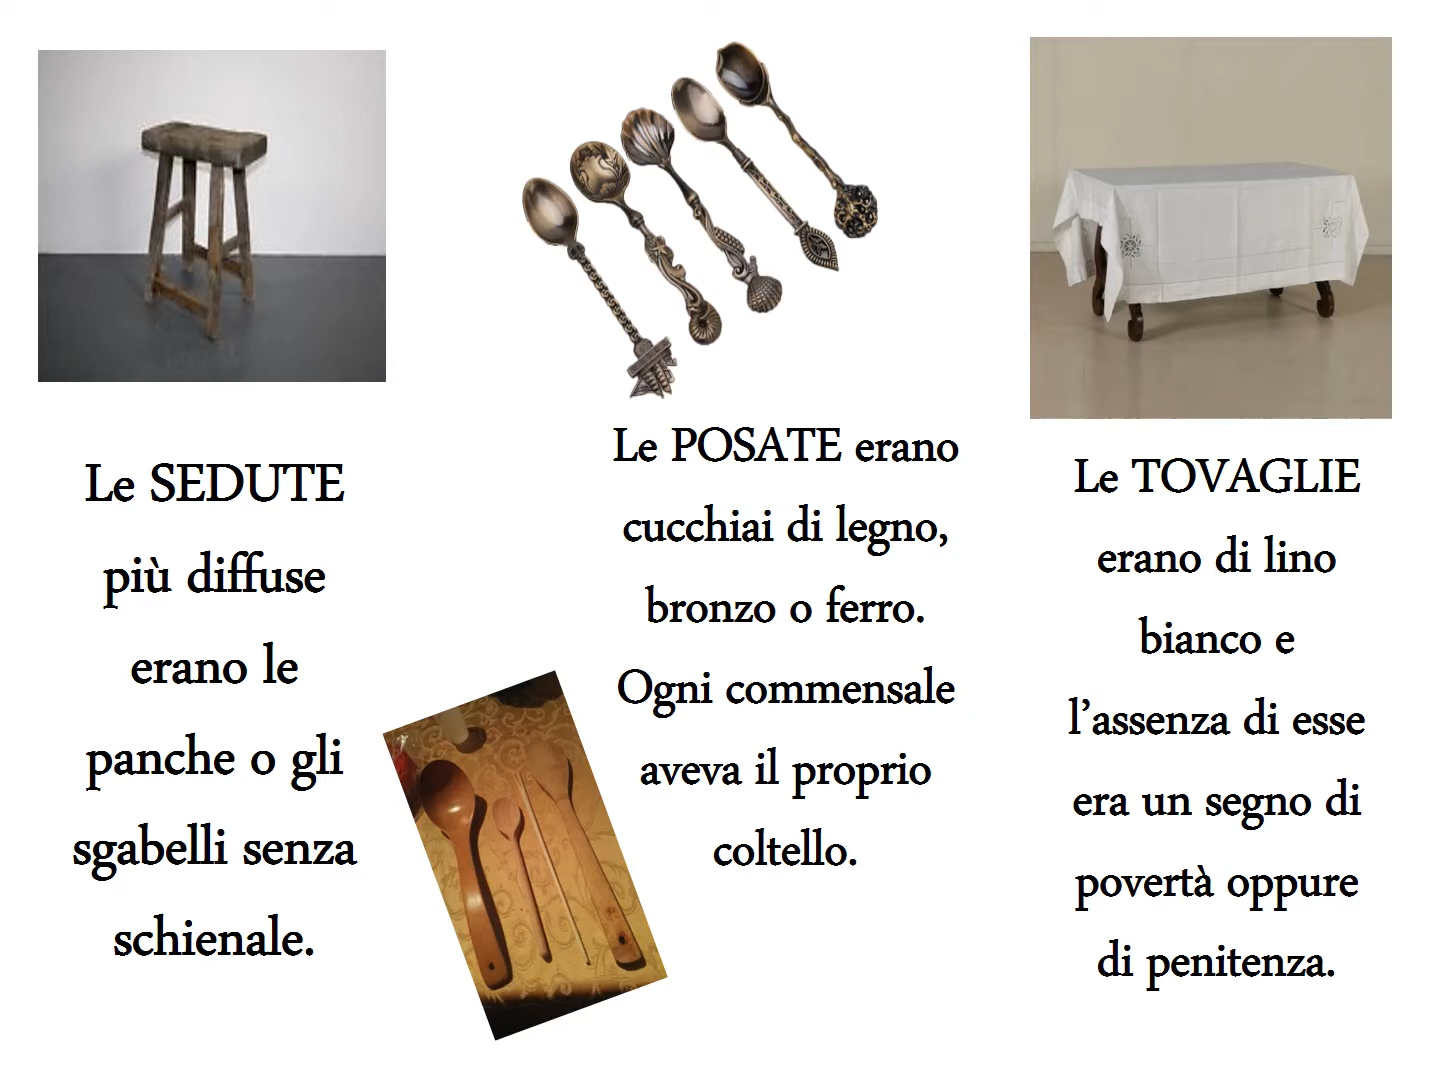 Le SEDUTE
più diffuse
erano le
panche o gli
sgabelli senza
schienale.
Le POSATE erano
cucchiai di legno,
bronzo o ferro.
Ogni commensale
aveva il proprio
coltello.
Le TOVAGLIE
erano di lino
bianco e
l’assenza di esse
era un segno di
povertà oppure
di penitenza.